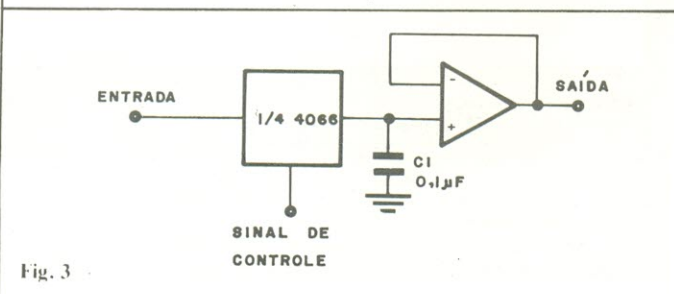 ENTRADA
1/4 4066
-
+
SAÍDA
C1
0,1µF
SINAL DE
CONTROLE
Fig. 3